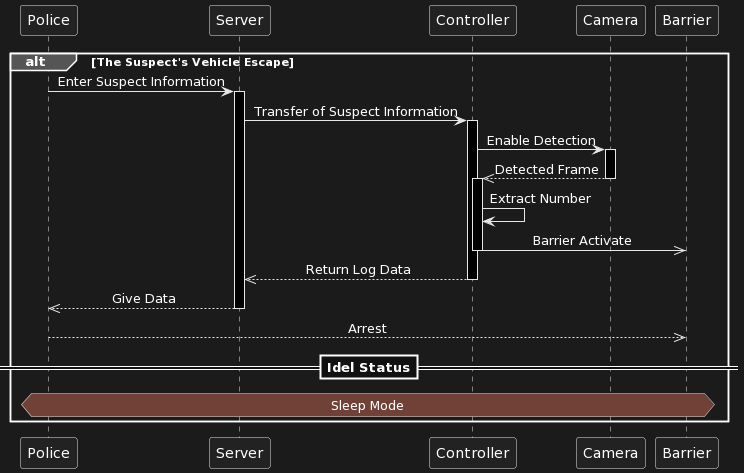 Police Server Controller Camera Barrier
alt [The Suspect's Vehicle Escape]
Enter Suspect Information
Transfer of Suspect Information
Enable Detection
Detected Frame
Extract Number
Barrier Activate
Return Log Data
Give Data
Arrest
Idel Status
Sleep Mode
Police Server Controller Camera Barrier